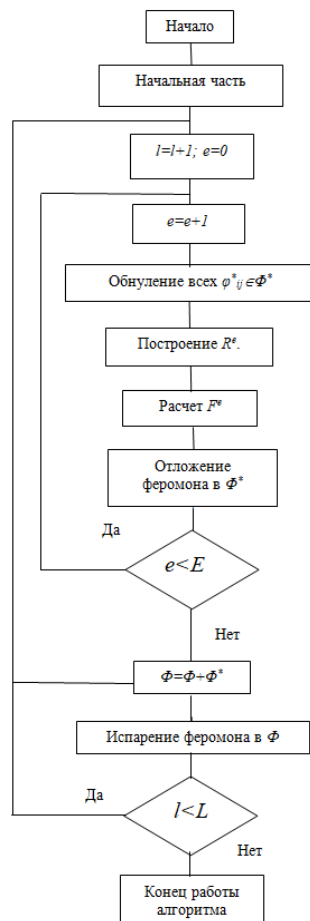 Начало
Начальная часть
l=l+1; e=0
e=e+1
Обнуление всех φ*ij∈Φ*
Построение Rᵉ.
Расчет Fᵉ
Отложение
феромона в Φ*
Да
e<E
Нет
Φ=Φ+Φ*
Испарение феромона в Φ
Да
l<L
Нет
Конец работы
алгоритма